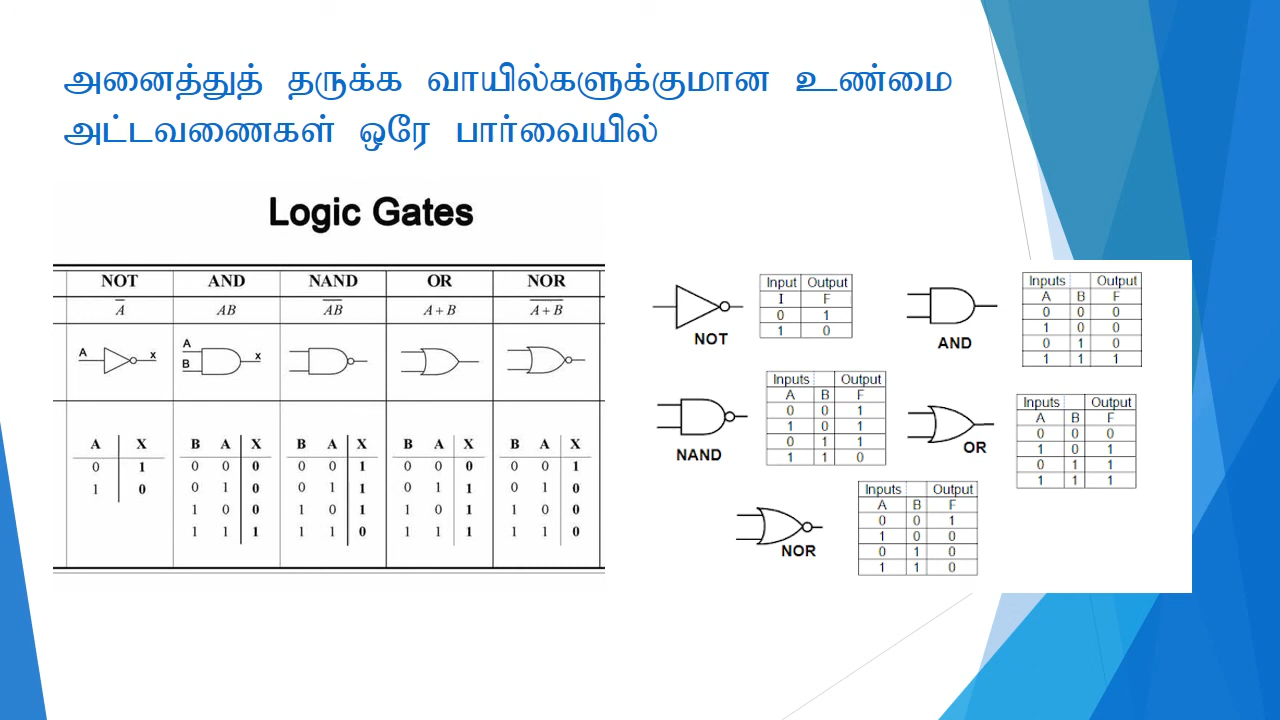 அனைத்துத் தருக்க வாயில்களுக்குமான உண்மை
அட்டவணைகள் ஒரே பார்வையில்
Logic Gates
NOT AND NAND OR NOR
A̅ AB A̅B̅ A + B A̅ ̅+̅ ̅B̅
A x A B x
A X B A X B A X B A X B A X
0 1 0 0 0 0 0 1 0 0 0 0 0 1
1 0 0 1 0 0 1 1 0 1 1 0 1 0
1 0 0 1 0 1 1 0 1 1 0 0
1 1 1 1 1 0 1 1 1 1 1 0
NOT
Input Output
I F
0 1
1 0
AND
Inputs Output
A B F
0 0 0
1 0 0
0 1 0
1 1 1
NAND
Inputs Output
A B F
0 0 1
1 0 1
0 1 1
1 1 0
OR
Inputs Output
A B F
0 0 0
1 0 1
0 1 1
1 1 1
NOR
Inputs Output
A B F
0 0 1
1 0 0
0 1 0
1 1 0